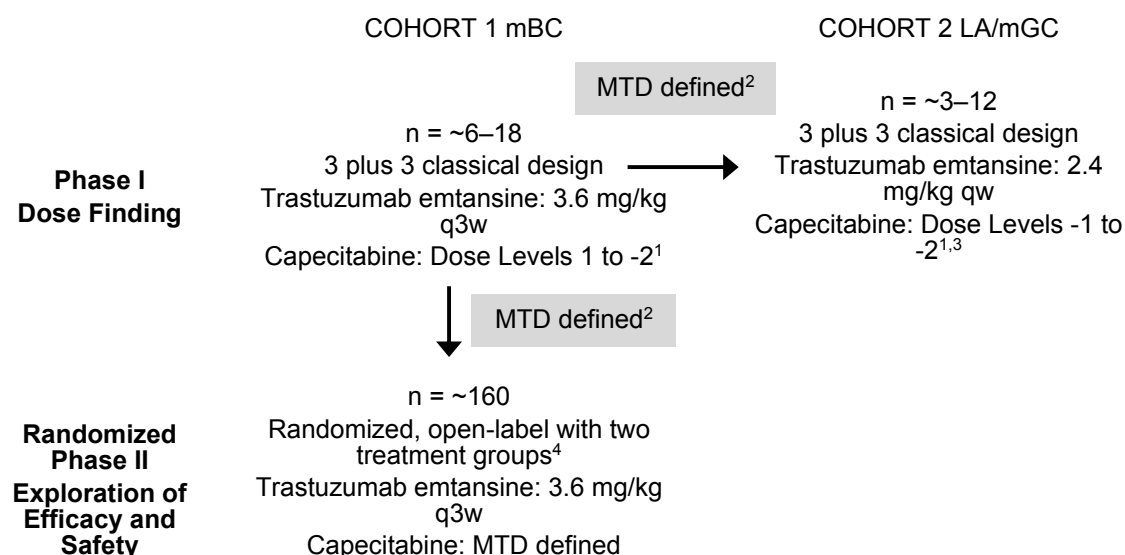 COHORT 1 mBC
COHORT 2 LA/mGC
MTD defined2
Phase I
Dose Finding
n = ~6–18
3 plus 3 classical design
Trastuzumab emtansine: 3.6 mg/kg
q3w
Capecitabine: Dose Levels 1 to -21
n = ~3–12
3 plus 3 classical design
Trastuzumab emtansine: 2.4
mg/kg qw
Capecitabine: Dose Levels -1 to
-21,3
MTD defined2
Randomized
Phase II
Exploration of
Efficacy and
Safety
n = ~160
Randomized, open-label with two
treatment groups4
Trastuzumab emtansine: 3.6 mg/kg
q3w
Capecitabine: MTD defined